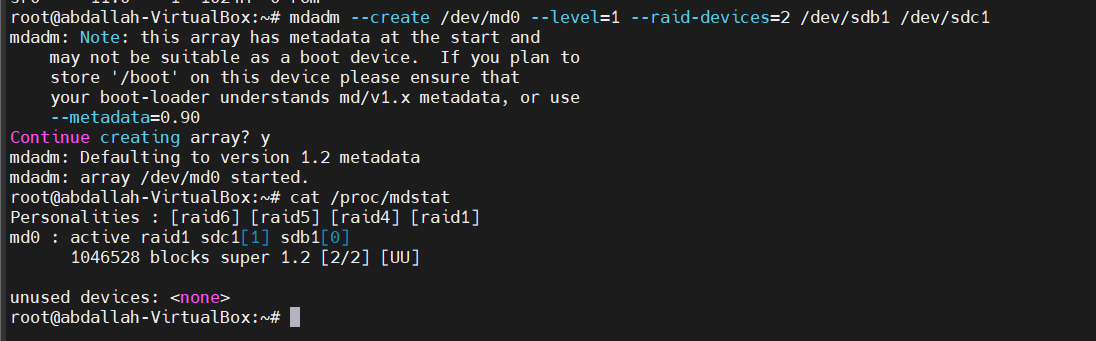 root@abdallah-VirtualBox:~# mdadm --create /dev/md0 --level=1 --raid-devices=2 /dev/sdb1 /dev/sdc1
mdadm: Note: this array has metadata at the start and
    may not be suitable as a boot device.  If you plan to
    store '/boot' on this device please ensure that
    your boot-loader understands md/v1.x metadata, or use
    --metadata=0.90
Continue creating array? y
mdadm: Defaulting to version 1.2 metadata
mdadm: array /dev/md0 started.
root@abdallah-VirtualBox:~# cat /proc/mdstat
Personalities : [raid6] [raid5] [raid4] [raid1]
md0 : active raid1 sdc1[1] sdb1[0]
      1046528 blocks super 1.2 [2/2] [UU]
unused devices: <none>
root@abdallah-VirtualBox:~#